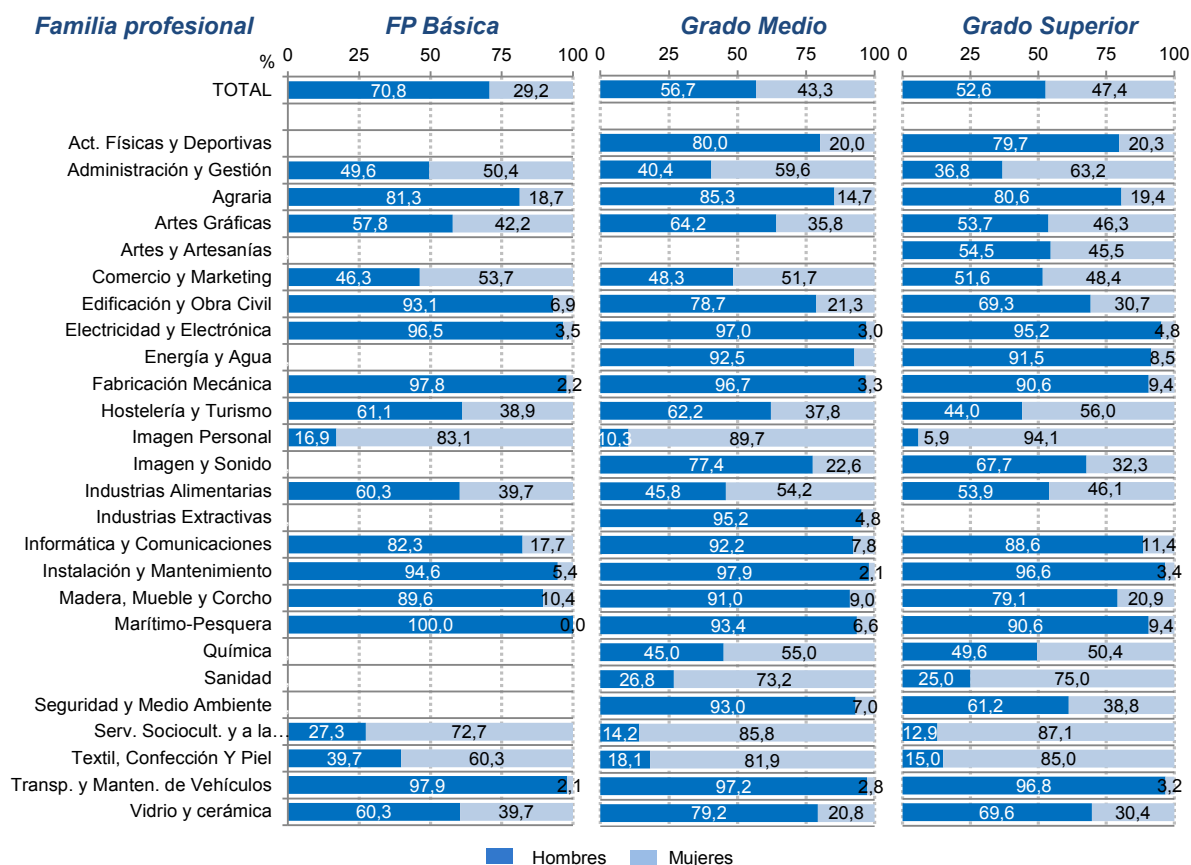 Familia profesional FP Básica Grado Medio Grado Superior
% 0 25 50 75 100 0 25 50 75 100 0 25 50 75 100
TOTAL 70,8 29,2 56,7 43,3 52,6 47,4
Act. Físicas y Deportivas 80,0 20,0 79,7 20,3
Administración y Gestión 49,6 50,4 40,4 59,6 36,8 63,2
Agraria 81,3 18,7 85,3 14,7 80,6 19,4
Artes Gráficas 57,8 42,2 64,2 35,8 53,7 46,3
Artes y Artesanías 54,5 45,5
Comercio y Marketing 46,3 53,7 48,3 51,7 51,6 48,4
Edificación y Obra Civil 93,1 6,9 78,7 21,3 69,3 30,7
Electricidad y Electrónica 96,5 3,5 97,0 3,0 95,2 4,8
Energía y Agua 92,5 91,5 8,5
Fabricación Mecánica 97,8 2,2 96,7 3,3 90,6 9,4
Hostelería y Turismo 61,1 38,9 62,2 37,8 44,0 56,0
Imagen Personal 16,9 83,1 10,3 89,7 5,9 94,1
Imagen y Sonido 77,4 22,6 67,7 32,3
Industrias Alimentarias 60,3 39,7 45,8 54,2 53,9 46,1
Industrias Extractivas 95,2 4,8
Informática y Comunicaciones 82,3 17,7 92,2 7,8 88,6 11,4
Instalación y Mantenimiento 94,6 5,4 97,9 2,1 96,6 3,4
Madera, Mueble y Corcho 89,6 10,4 91,0 9,0 79,1 20,9
Marítimo-Pesquera 100,0 0,0 93,4 6,6 90,6 9,4
Química 45,0 55,0 49,6 50,4
Sanidad 26,8 73,2 25,0 75,0
Seguridad y Medio Ambiente 93,0 7,0 61,2 38,8
Serv. Sociocult. y a la… 27,3 72,7 14,2 85,8 12,9 87,1
Textil, Confección Y Piel 39,7 60,3 18,1 81,9 15,0 85,0
Transp. y Manten. de Vehículos 97,9 2,1 97,2 2,8 96,8 3,2
Vidrio y cerámica 60,3 39,7 79,2 20,8 69,6 30,4
Hombres Mujeres